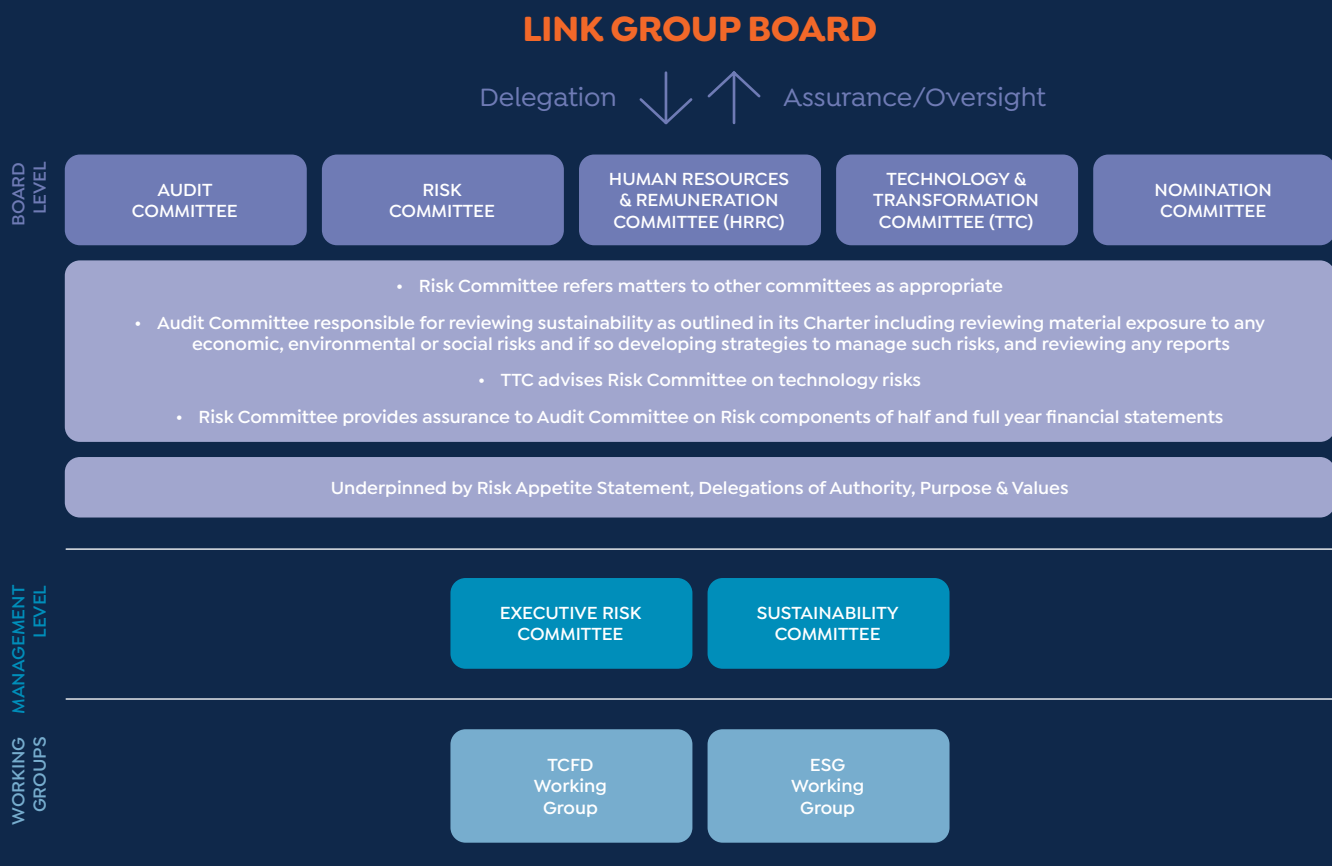 LINK GROUP BOARD
Delegation
Assurance/Oversight
BOARD
LEVEL
AUDIT
COMMITTEE
RISK
COMMITTEE
HUMAN RESOURCES
& REMUNERATION
COMMITTEE (HRRC)
TECHNOLOGY &
TRANSFORMATION
COMMITTEE (TTC)
NOMINATION
COMMITTEE
• Risk Committee refers matters to other committees as appropriate
• Audit Committee responsible for reviewing sustainability as outlined in its Charter including reviewing material exposure to any
economic, environmental or social risks and if so developing strategies to manage such risks, and reviewing any reports
• TTC advises Risk Committee on technology risks
• Risk Committee provides assurance to Audit Committee on Risk components of half and full year financial statements
Underpinned by Risk Appetite Statement, Delegations of Authority, Purpose & Values
MANAGEMENT
LEVEL
EXECUTIVE RISK
COMMITTEE
SUSTAINABILITY
COMMITTEE
WORKING
GROUPS
TCFD
Working
Group
ESG
Working
Group